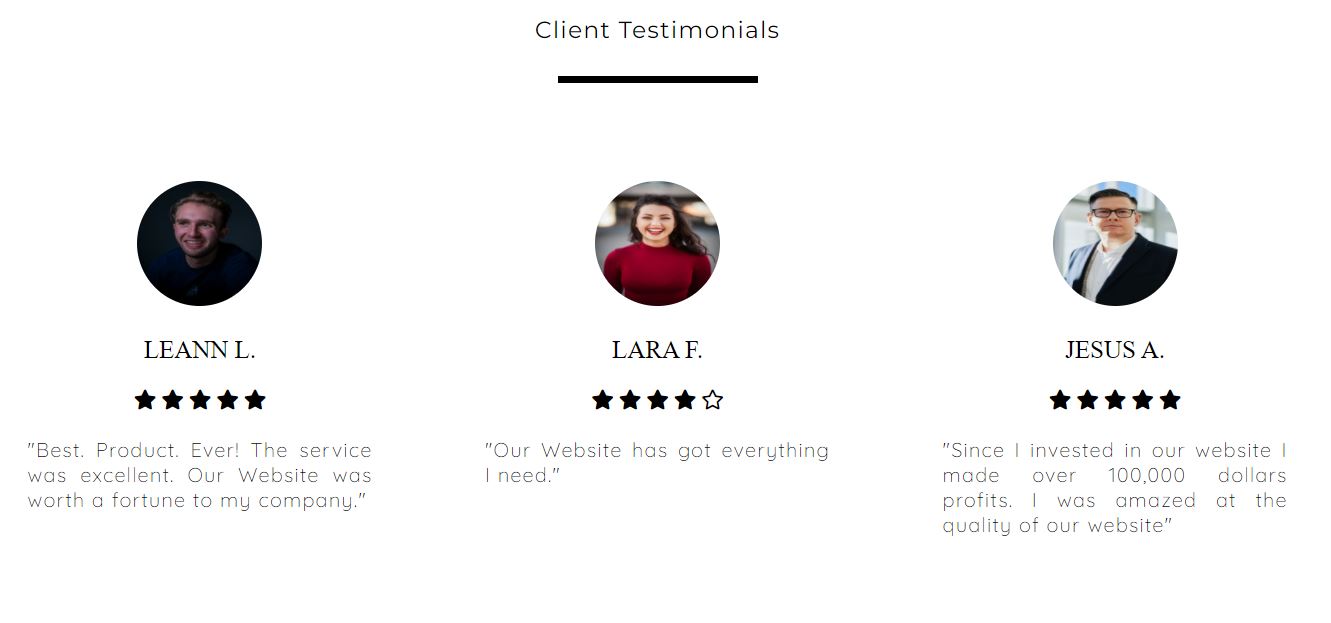 Client Testimonials
LEANN L.
"Best. Product. Ever! The service
was excellent. Our Website was
worth a fortune to my company."
LARA F.
"Our Website has got everything
I need."
JESUS A.
"Since I invested in our website I
made over 100,000 dollars
profits. I was amazed at the
quality of our website"